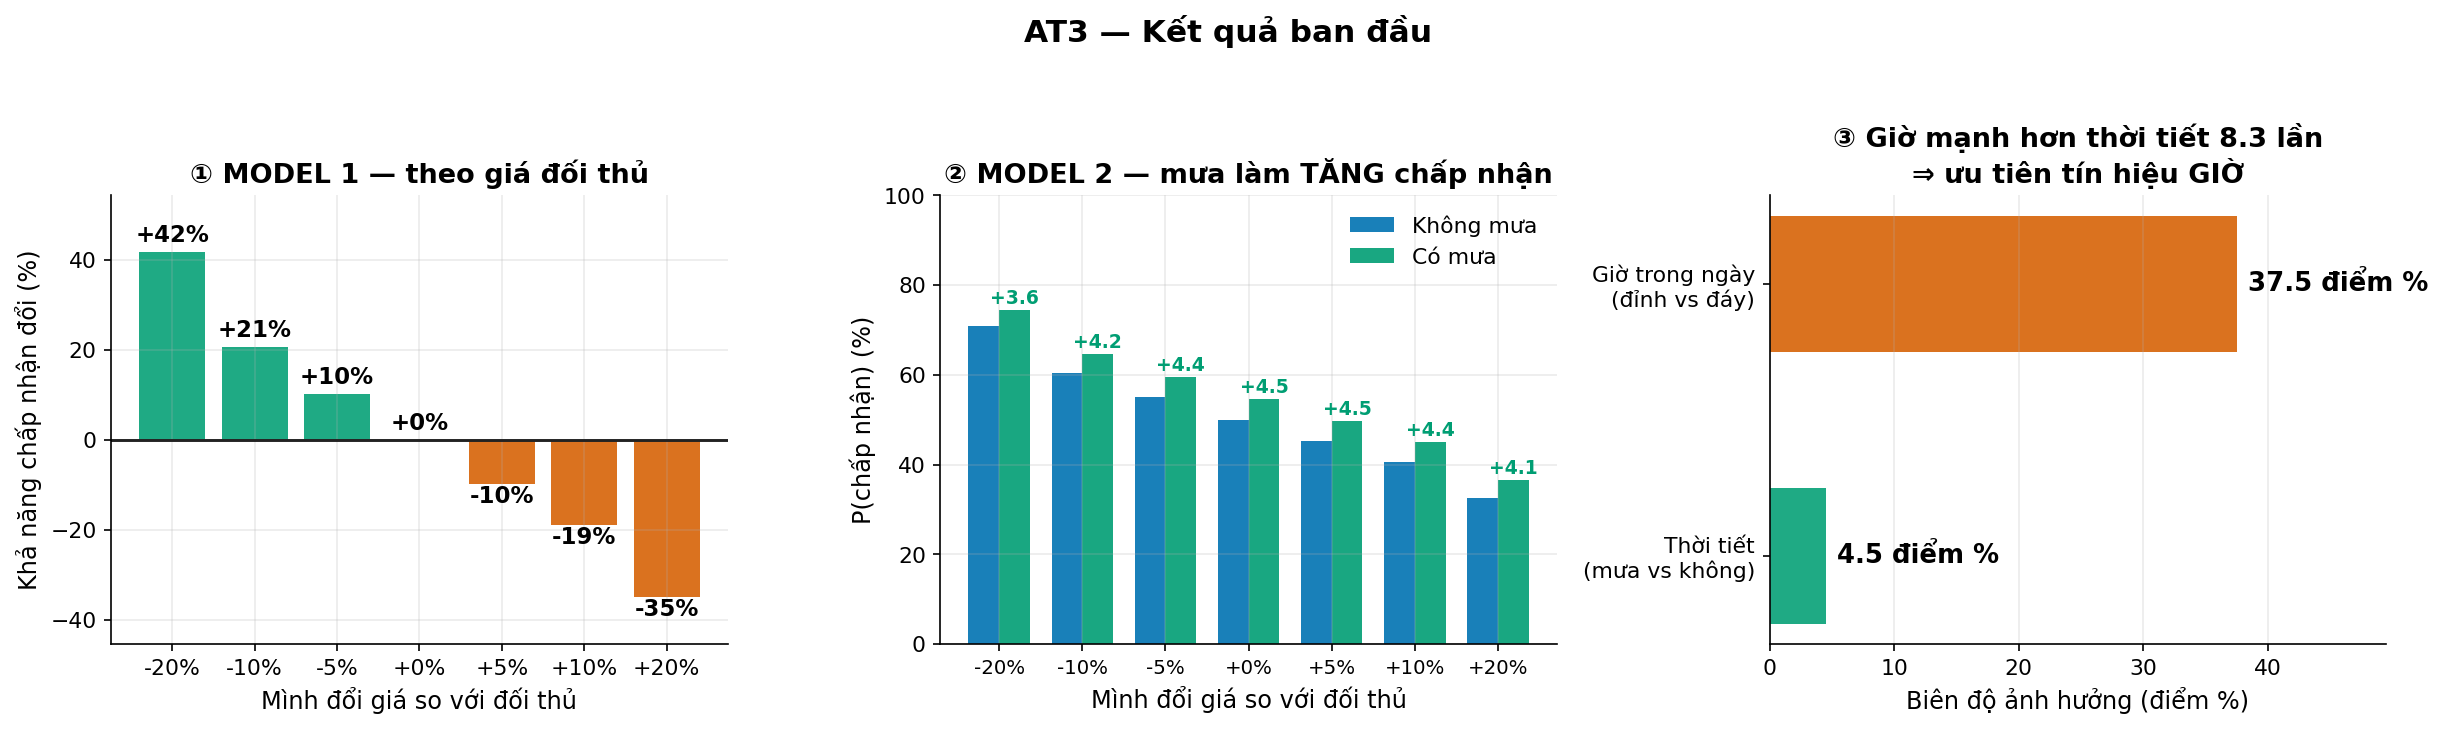 AT3 — Kết quả ban đầu
① MODEL 1 — theo giá đối thủ
Khả năng chấp nhận đổi (%)
40
20
0
−20
−40
+42%
+21%
+10%
+0%
-10%
-19%
-35%
-20%
-10%
-5%
+0%
+5%
+10%
+20%
Mình đổi giá so với đối thủ
② MODEL 2 — mưa làm TĂNG chấp nhận
P(chấp nhận) (%)
100
80
60
40
20
0
Không mưa
Có mưa
+3.6
+4.2
+4.4
+4.5
+4.5
+4.4
+4.1
-20%
-10%
-5%
+0%
+5%
+10%
+20%
Mình đổi giá so với đối thủ
③ Giờ mạnh hơn thời tiết 8.3 lần
⇒ ưu tiên tín hiệu GIỜ
Giờ trong ngày
(đỉnh vs đáy)
37.5 điểm %
Thời tiết
(mưa vs không)
4.5 điểm %
0
10
20
30
40
Biên độ ảnh hưởng (điểm %)